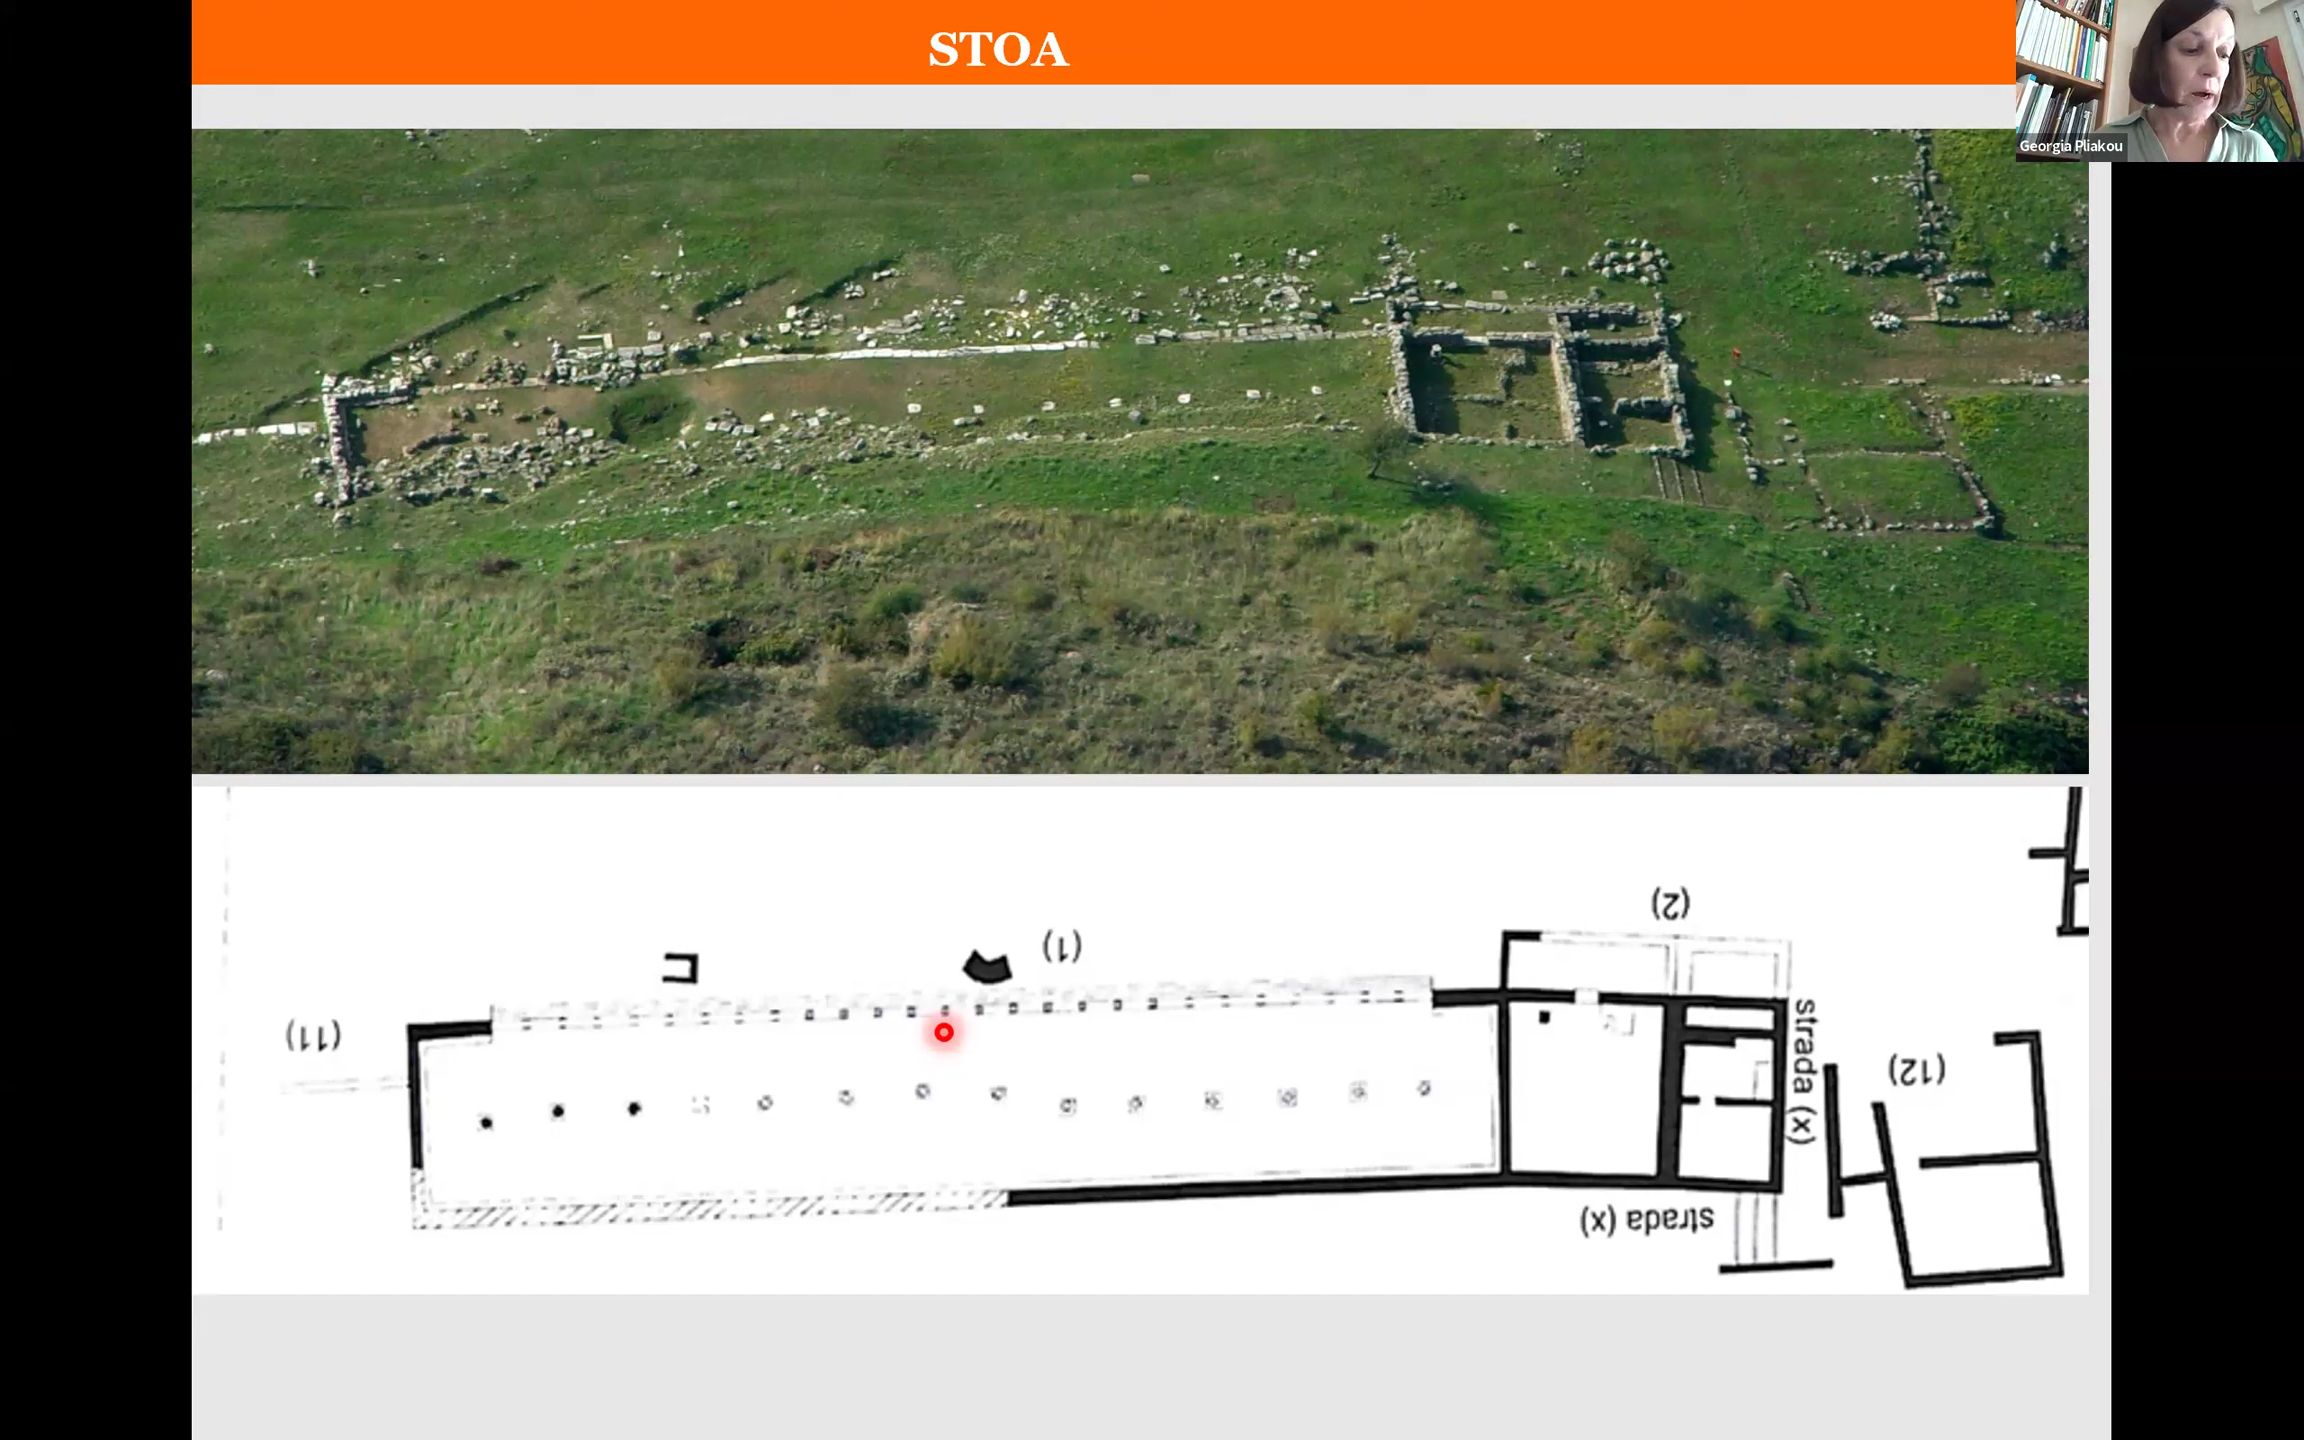 STOA
Georgia Pliakou
(2)
(1)
(11)
strada (x)
(12)
strada (x)